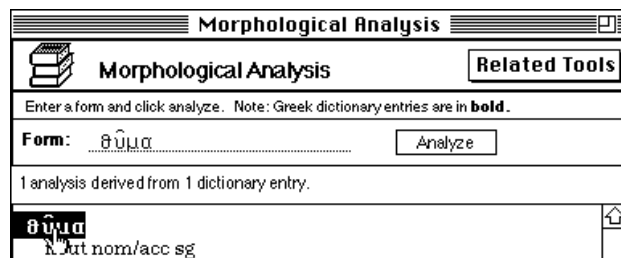 Morphological Analysis
Morphological Analysis
Related Tools
Enter a form and click analyze. Note: Greek dictionary entries are in bold.
Form: θῦμα
Analyze
1 analysis derived from 1 dictionary entry.
θῦμα
nom/acc sg